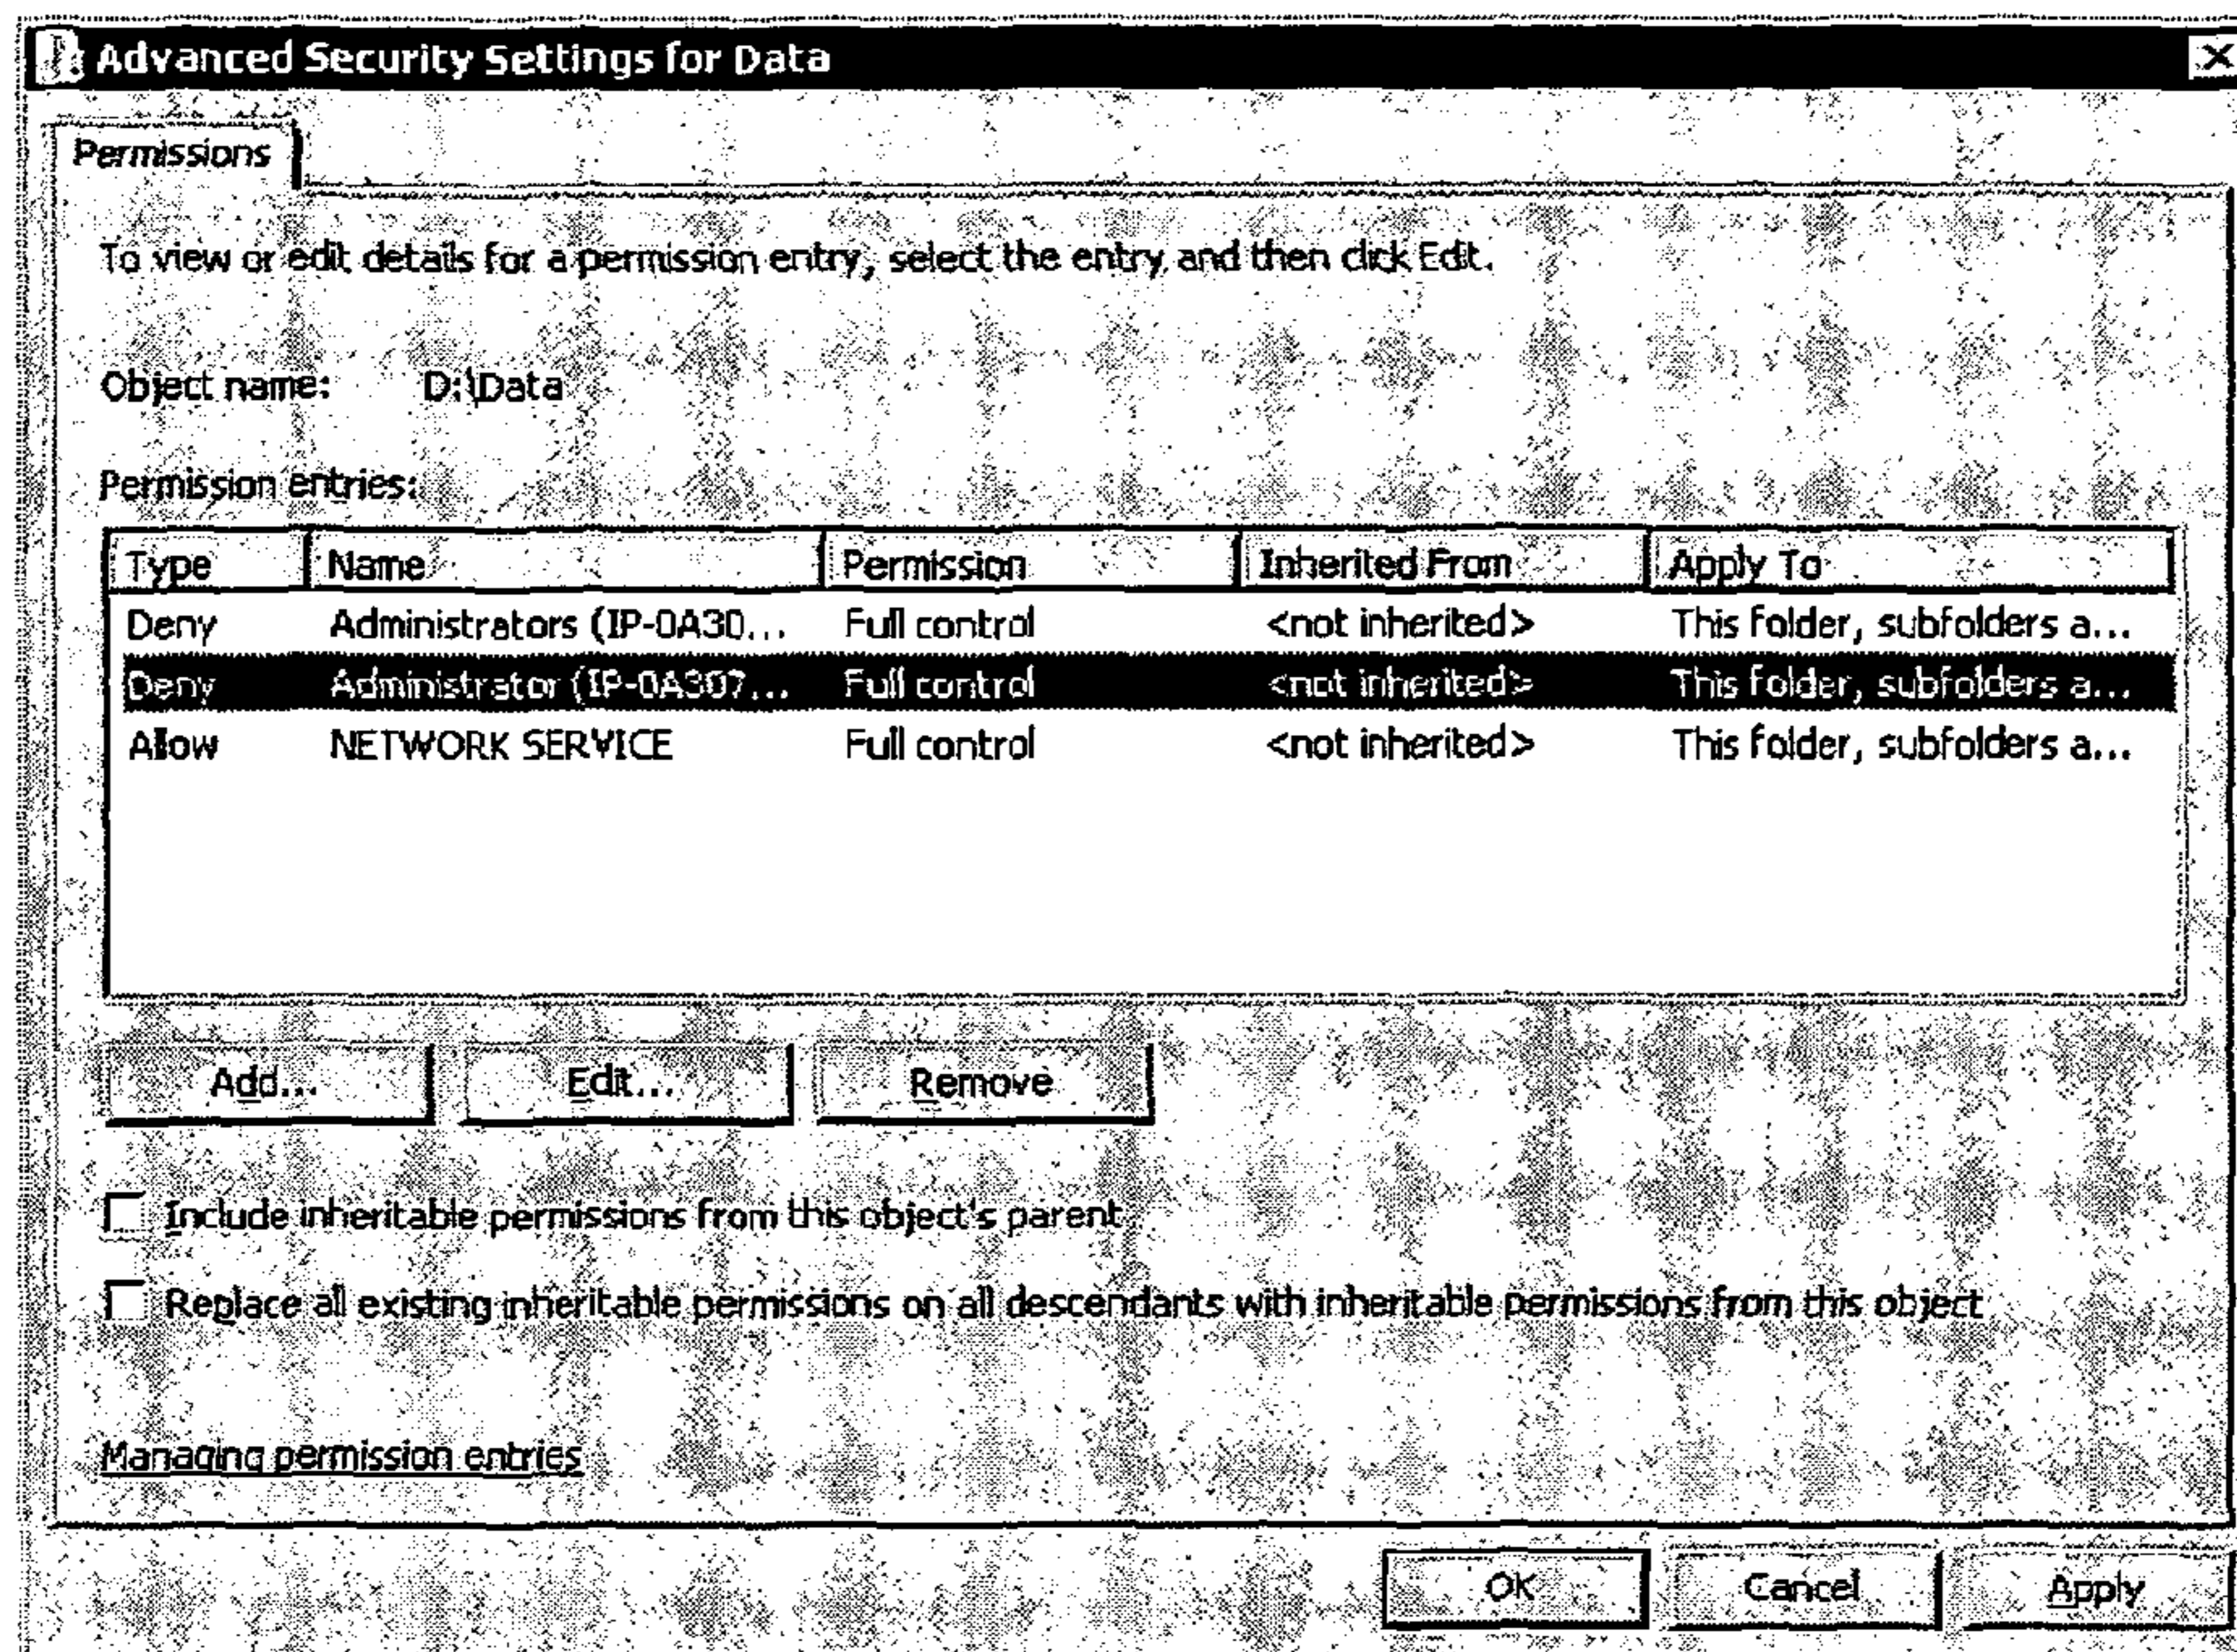 Advanced Security Settings for Data
Permissions
To view or edit details for a permission entry, select the entry and then click Edit.
Object name: D:\Data
Permission entries:
Type Name Permission Inherited From Apply To
Deny Administrators (IP-0A30... Full control <not inherited> This folder, subfolders a...
Deny Administrator (IP-0A307... Full control <not inherited> This folder, subfolders a...
Allow NETWORK SERVICE Full control <not inherited> This folder, subfolders a...
Add... Edit... Remove
Include inheritable permissions from this object's parent
Replace all existing inheritable permissions on all descendants with inheritable permissions from this object
Managing permission entries
OK Cancel Apply